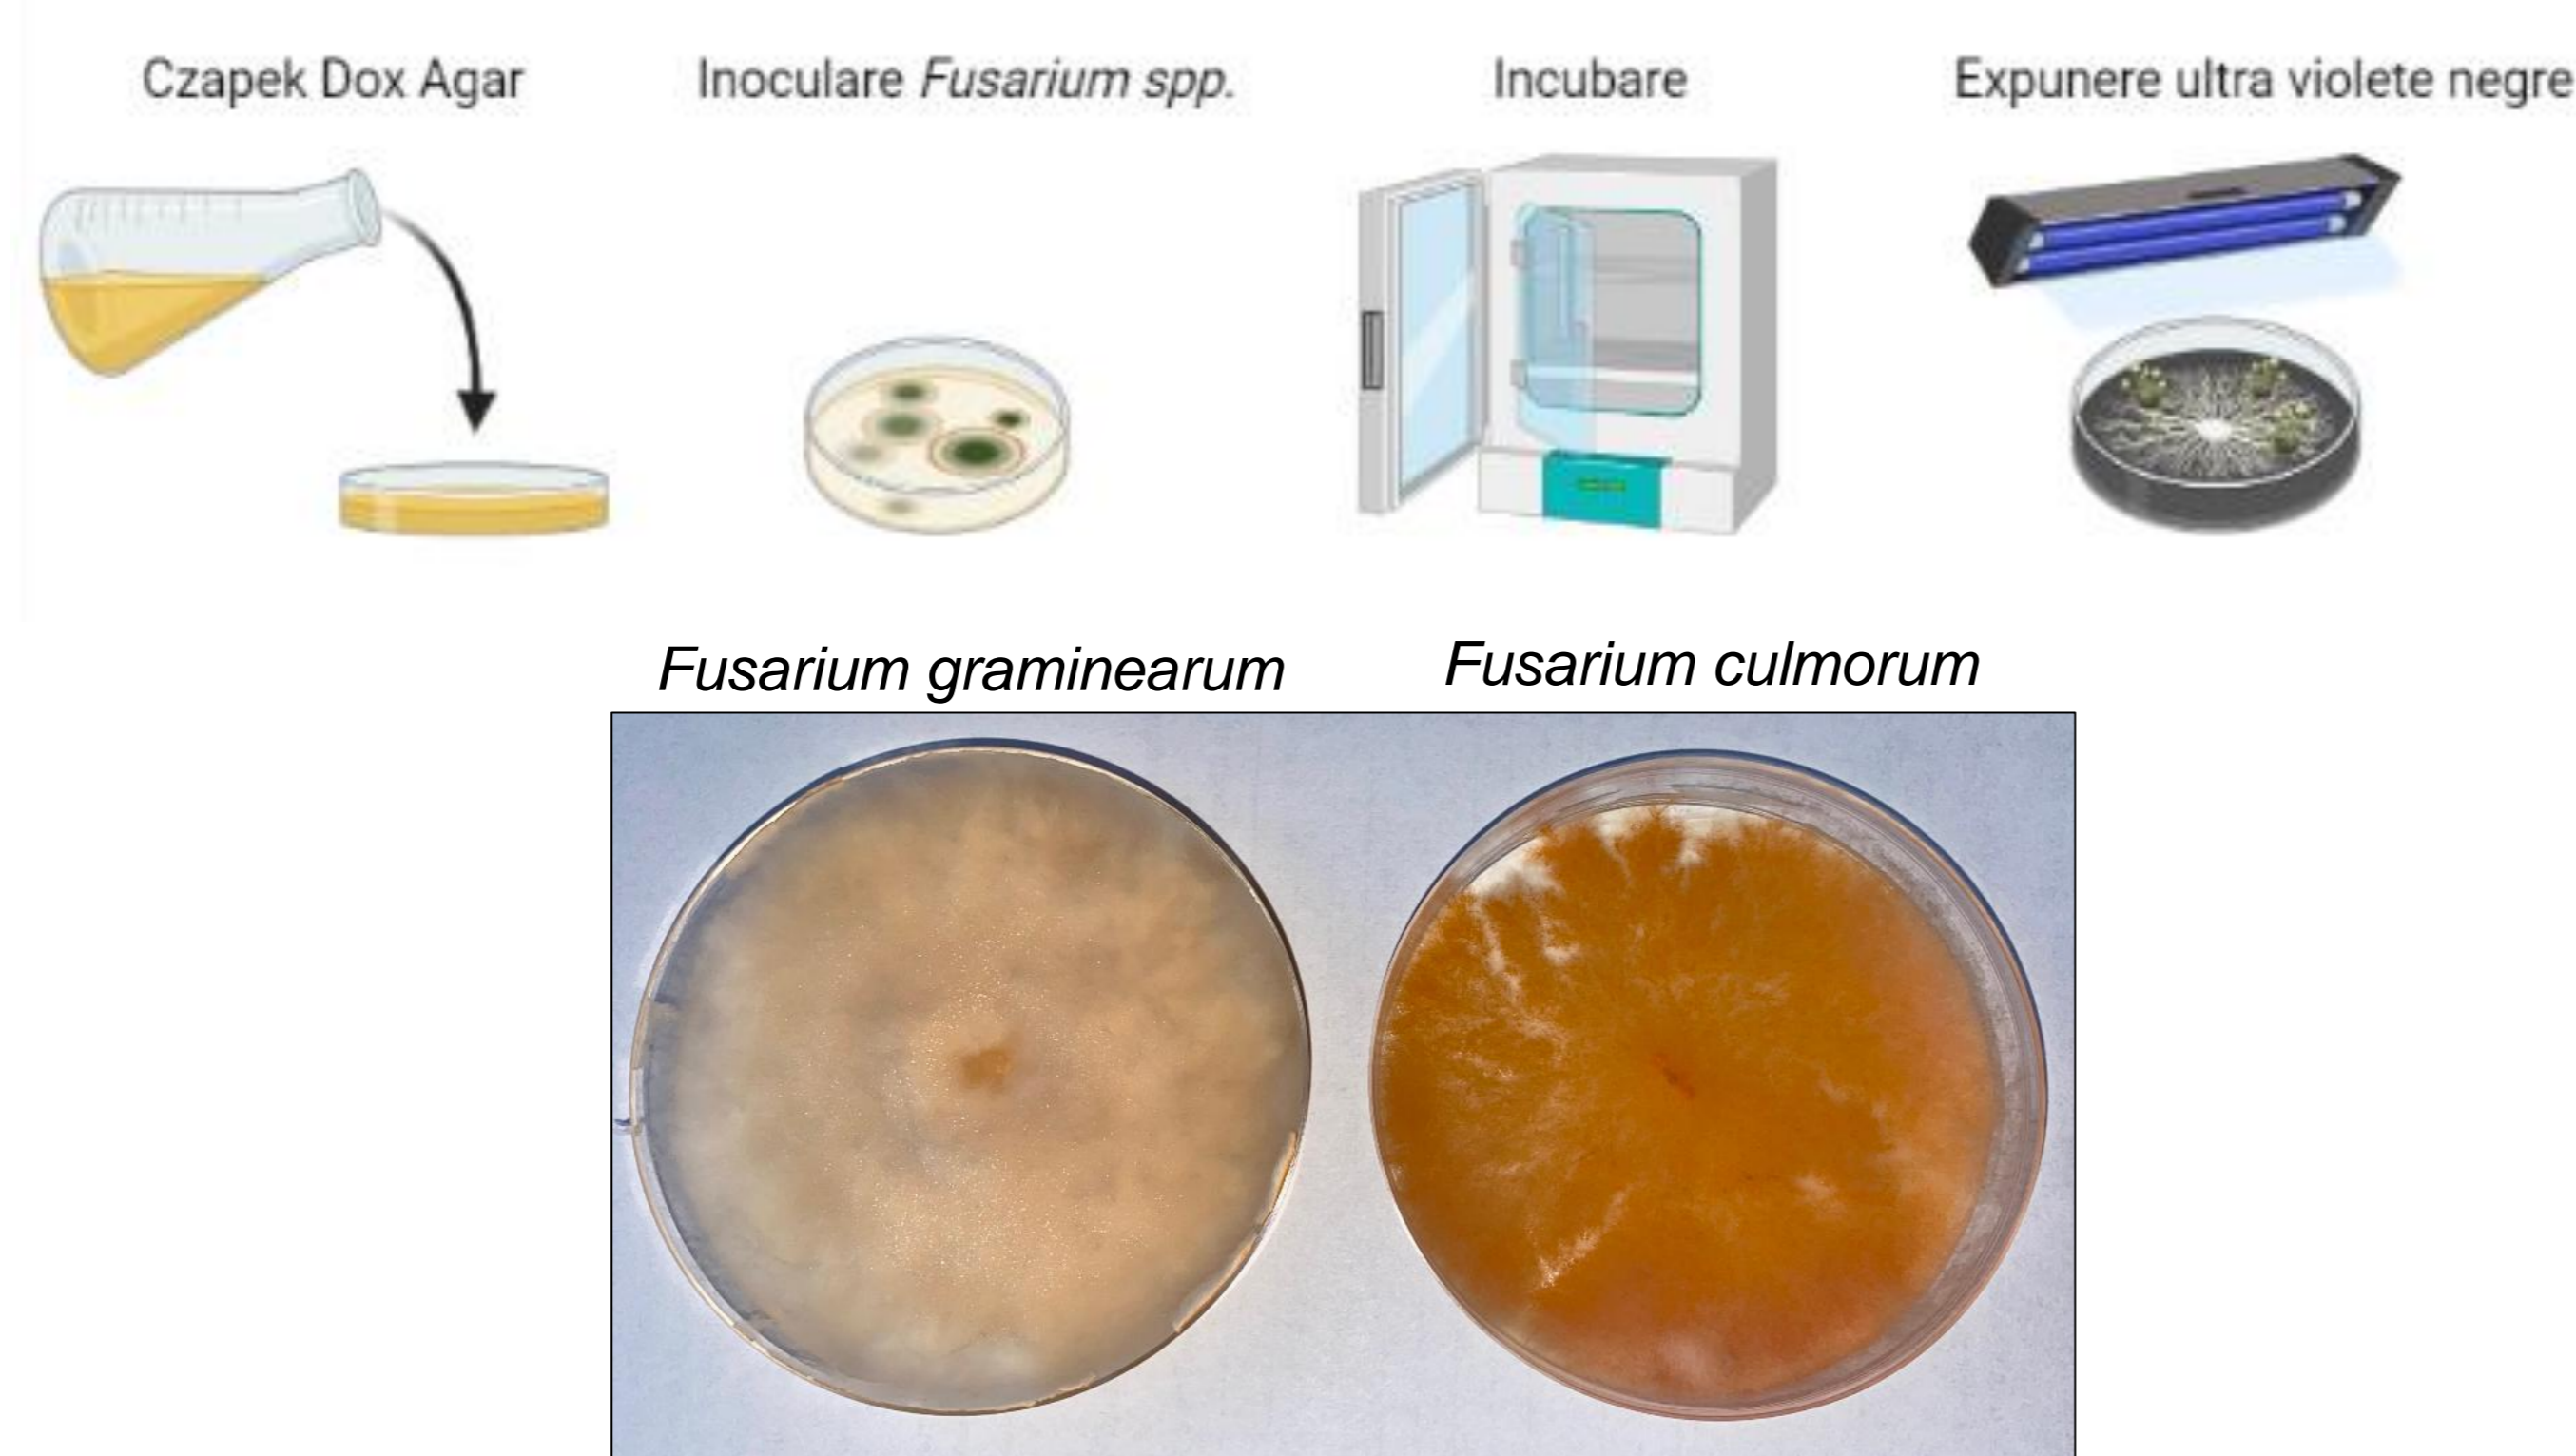 Czapek Dox Agar
Inoculare Fusarium spp.
Incubare
Expunere ultra violete negre
Fusarium graminearum
Fusarium culmorum